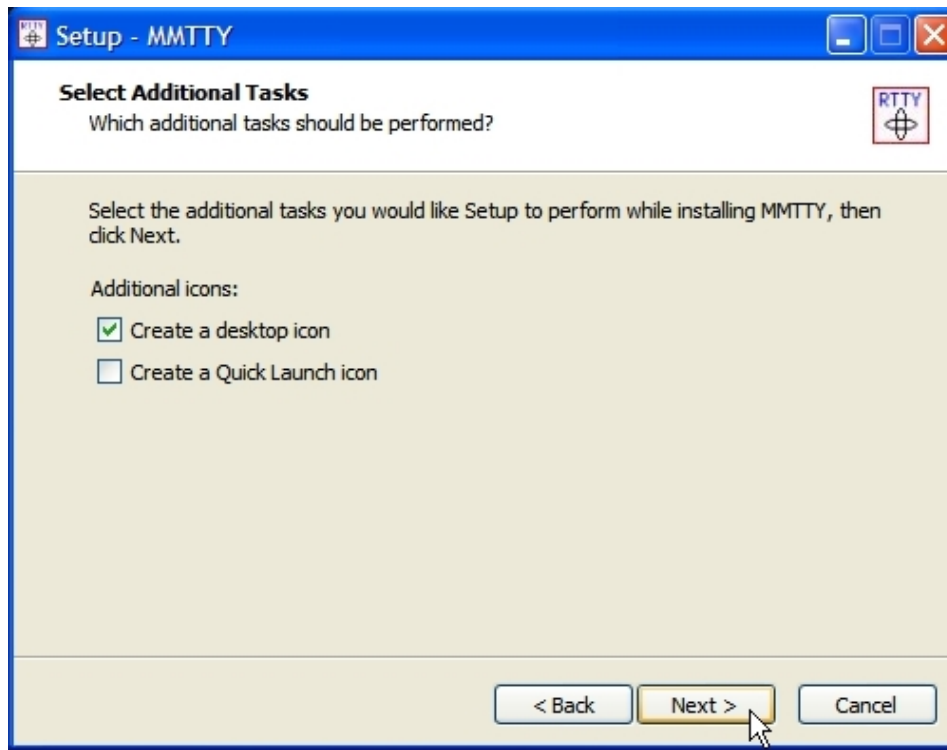 Setup - MMTTY
Select Additional Tasks
Which additional tasks should be performed?
RTTY
Select the additional tasks you would like Setup to perform while installing MMTTY, then
click Next.
Additional icons:
Create a desktop icon
Create a Quick Launch icon
< Back
Next >
Cancel